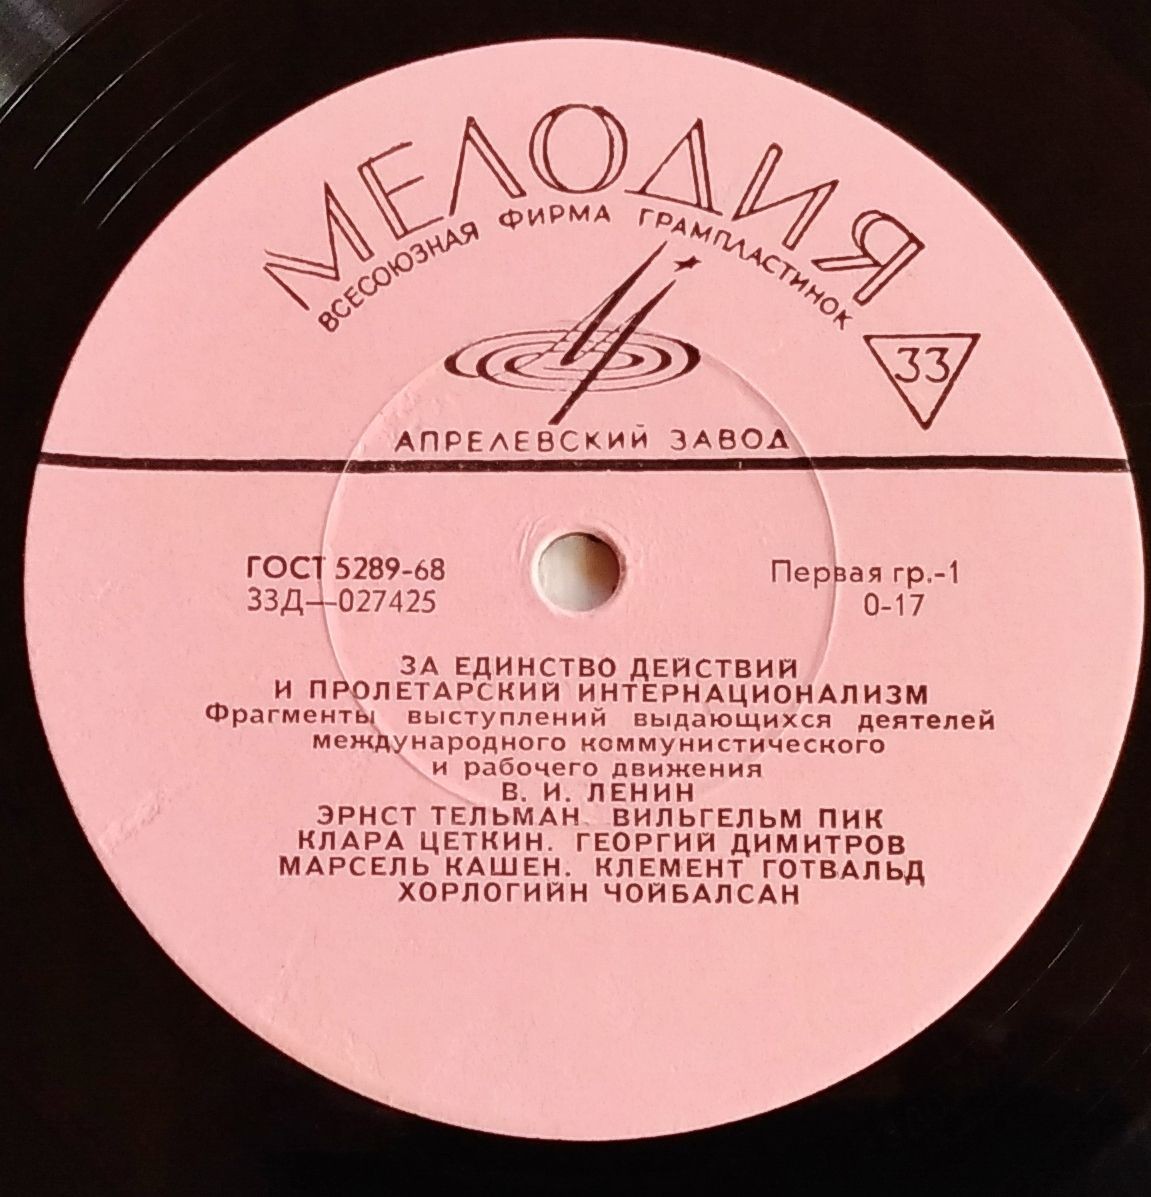 МЕЛОДИЯ
ВСЕСОЮЗНАЯ ФИРМА ГРАМПЛАСТИНОК
33
АПРЕЛЕВСКИЙ ЗАВОД
ГОСТ 5289-68
33Д—027425
Первая гр.-1
0-17
ЗА ЕДИНСТВО ДЕЙСТВИЙ
И ПРОЛЕТАРСКИЙ ИНТЕРНАЦИОНАЛИЗМ
Фрагменты выступлений выдающихся деятелей
международного коммунистического
и рабочего движения
В. И. ЛЕНИН
ЭРНСТ ТЕЛЬМАН ВИЛЬГЕЛЬМ ПИК
КЛАРА ЦЕТКИН. ГЕОРГИЙ ДИМИТРОВ
МАРСЕЛЬ КАШЕН. КЛЕМЕНТ ГОТВАЛЬД
ХОРЛОГИЙН ЧОЙБАЛСАН